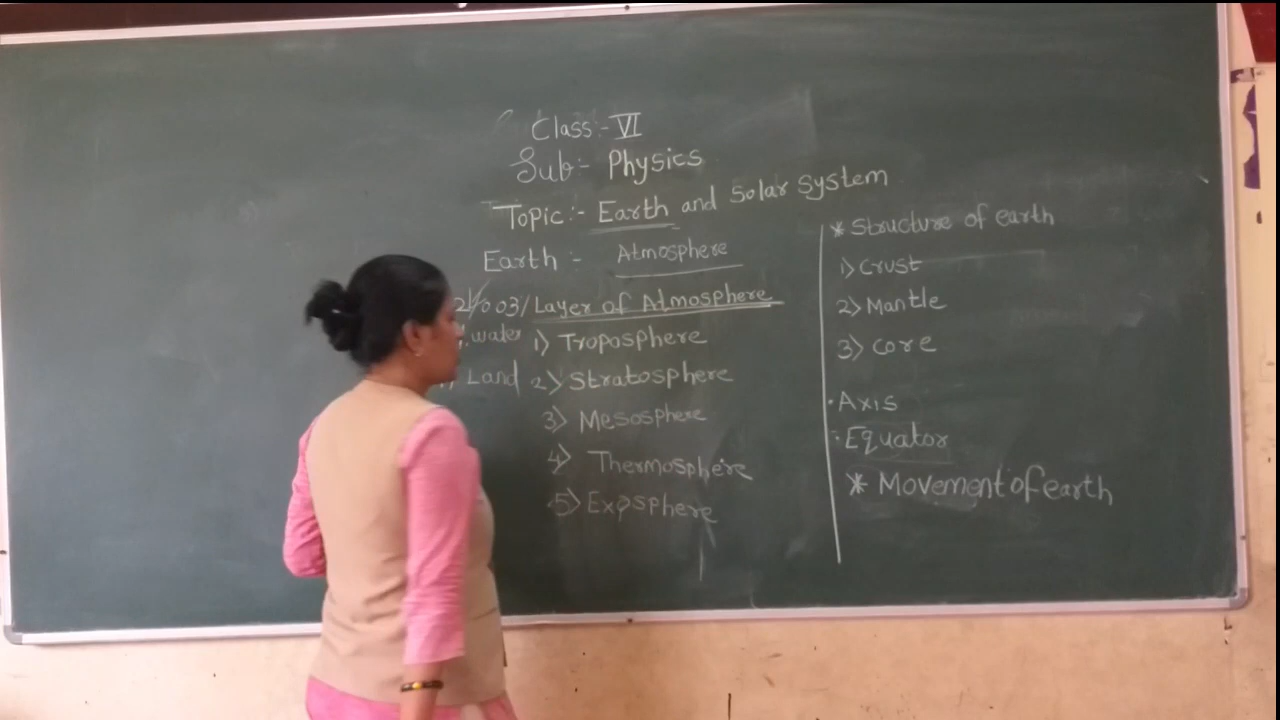 Class:- VI
Sub:- Physics
Topic:- Earth and Solar System
Earth:- Atmosphere
Layer of Atmosphere
water
Land
1) Troposphere
2) Stratosphere
3) Mesosphere
4) Thermosphere
5) Exosphere
* Structure of earth
1) Crust
2) Mantle
3) Core
. Axis
. Equator
* Movement of earth